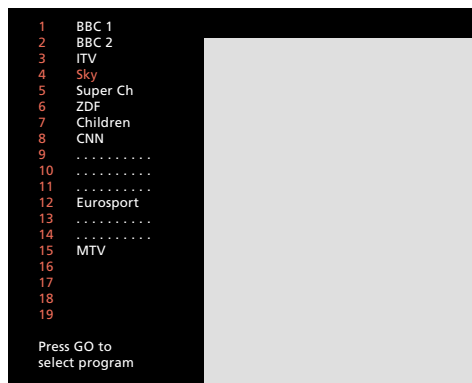 1 BBC 1
2 BBC 2
3 ITV
4 Sky
5 Super Ch
6 ZDF
7 Children
8 CNN
9 . . . . . . . . . .
10 . . . . . . . . . .
11 . . . . . . . . . .
12 Eurosport
13 . . . . . . . . . .
14 . . . . . . . . . .
15 MTV
16
17
18
19
Press GO to
select program